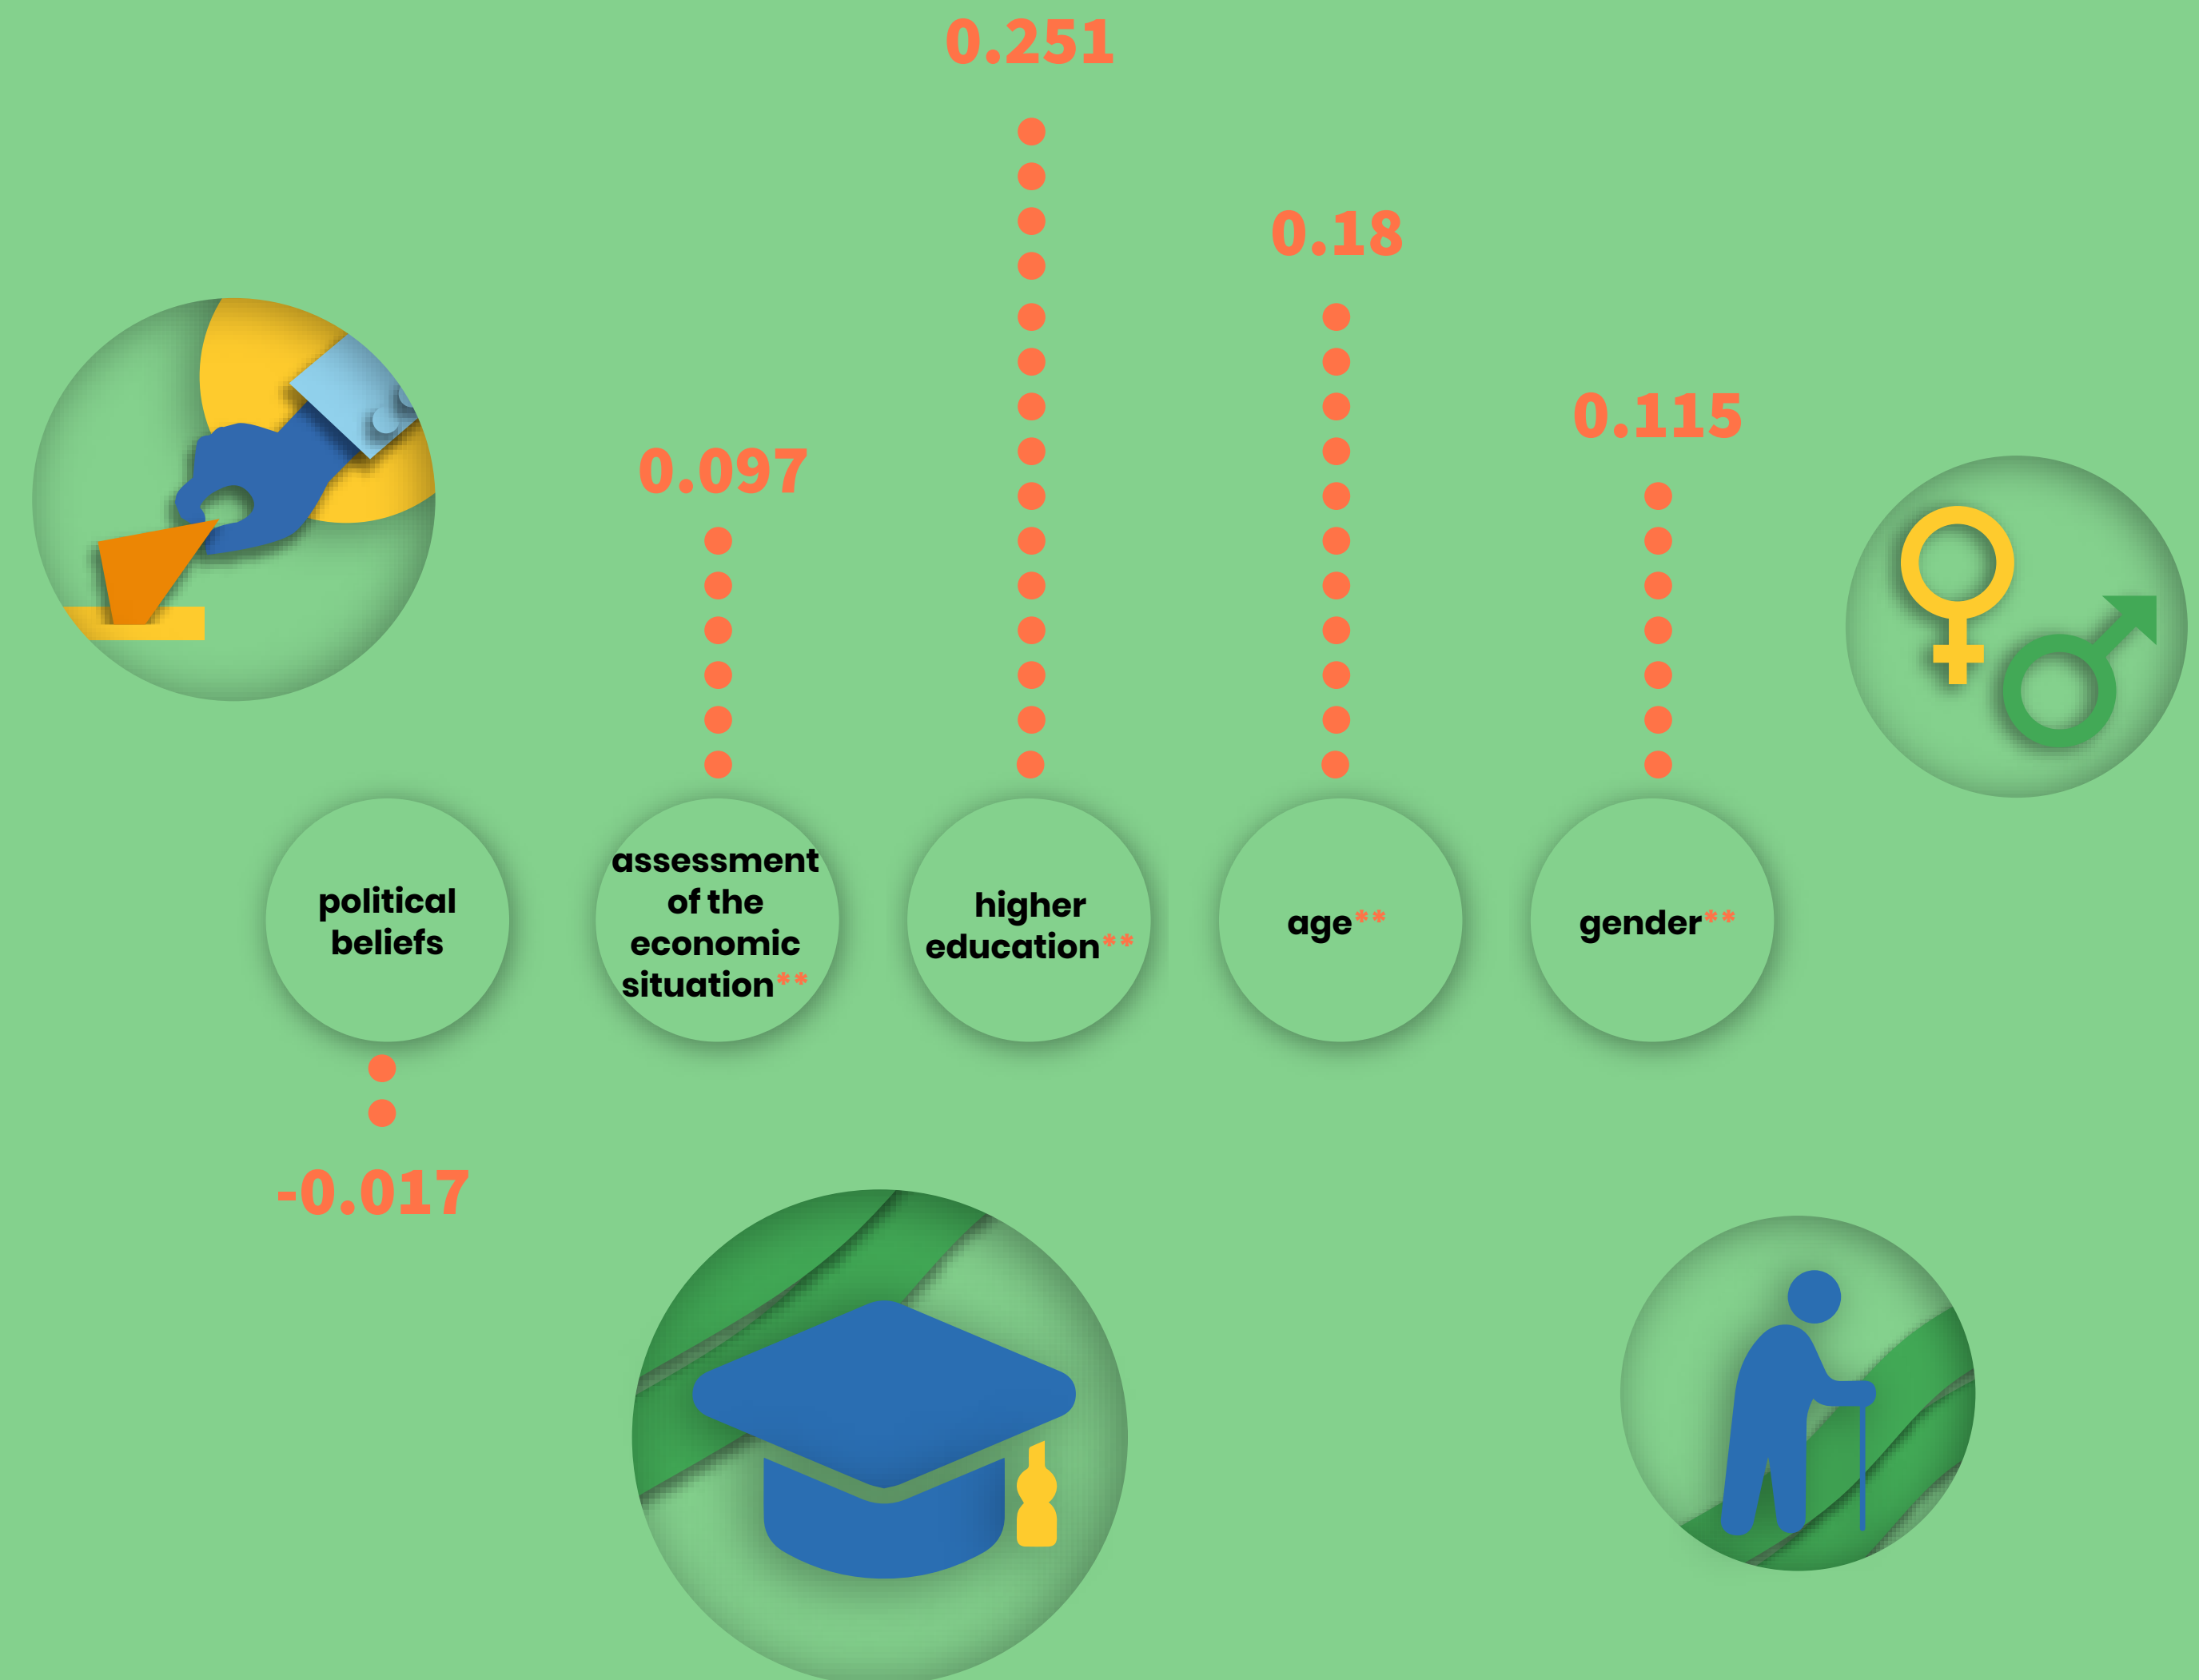 0.251
0.18
0.115
0.097
political
beliefs
assessment
of the
economic
situation**
higher
education**
age**
gender**
-0.017